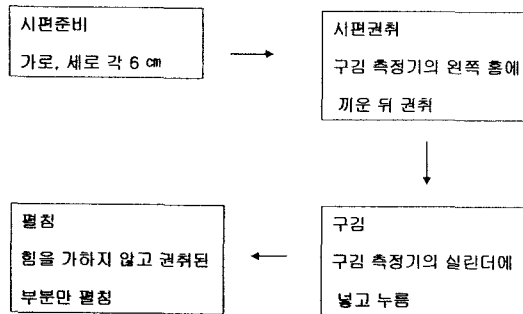 시편준비
가로, 세로 각 6 ㎝
시편권취
구김 측정기의 왼쪽 홈에
끼운 뒤 권취
구김
구김 측정기의 실린더에
넣고 누름
펼침
힘을 가하지 않고 권취된
부분만 펼침